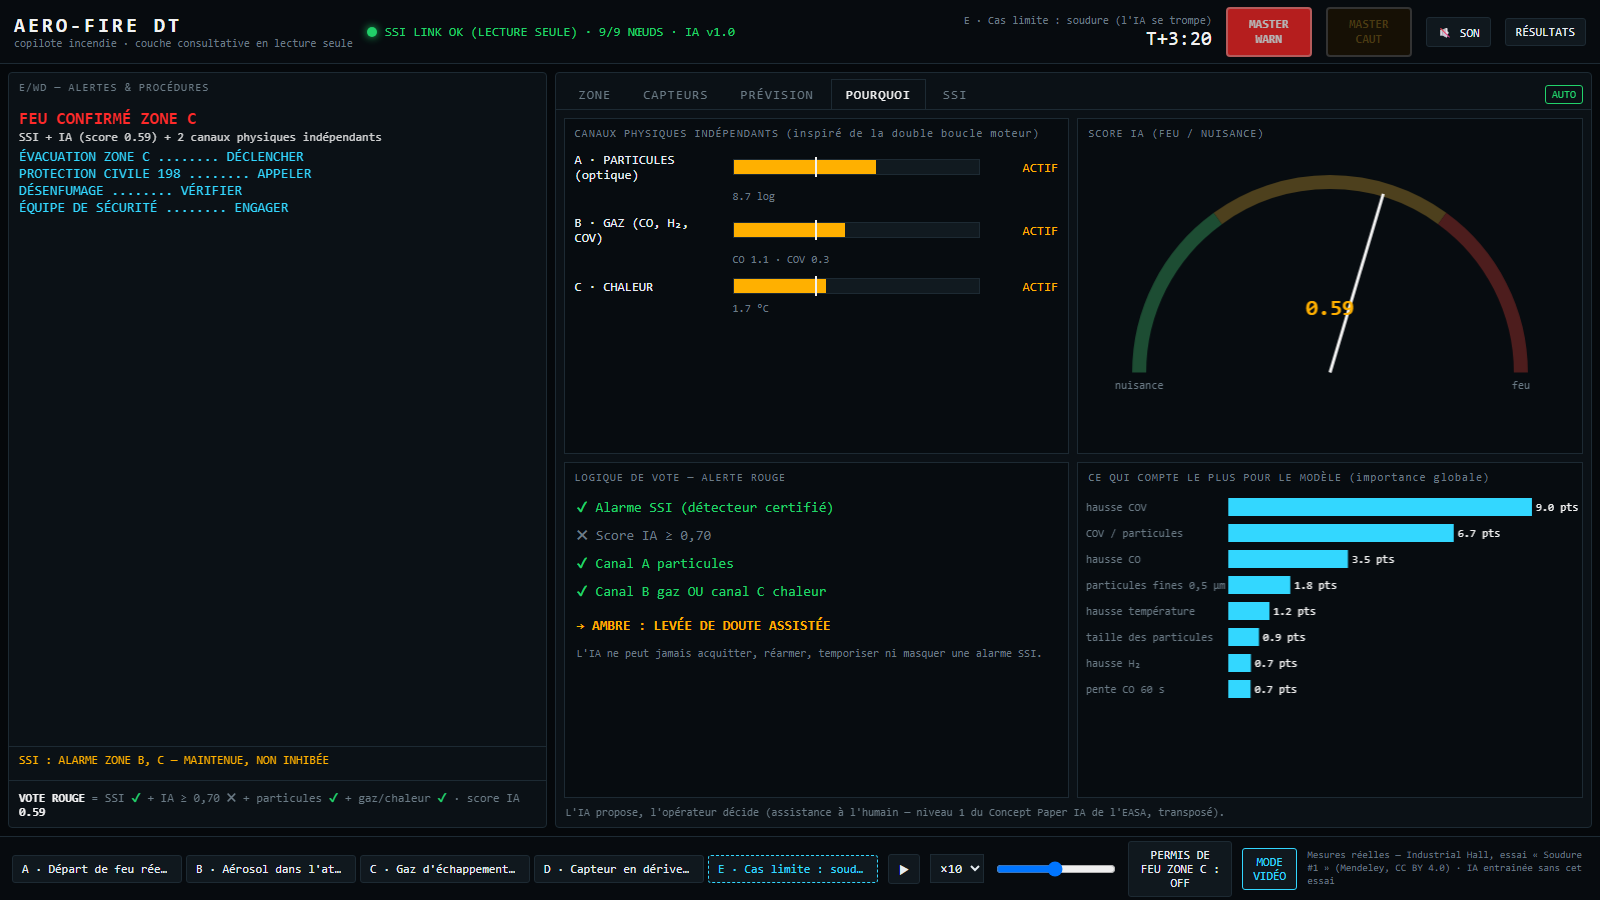 AERO-FIRE DT
copilote incendie · couche consultative en lecture seule
SSI LINK OK (LECTURE SEULE) · 9/9 NŒUDS · IA v1.0
E · Cas limite : soudure (l'IA se trompe)
T+3:20
MASTER
WARN
MASTER
CAUT
SON
RÉSULTATS
E/WD — ALERTES & PROCÉDURES
FEU CONFIRMÉ ZONE C
SSI + IA (score 0.59) + 2 canaux physiques indépendants
ÉVACUATION ZONE C ........ DÉCLENCHER
PROTECTION CIVILE 198 ........ APPELER
DÉSENFUMAGE ........ VÉRIFIER
ÉQUIPE DE SÉCURITÉ ........ ENGAGER
SSI : ALARME ZONE B, C — MAINTENUE, NON INHIBÉE
VOTE ROUGE = SSI ✓ + IA ≥ 0,70 ✕ + particules ✓ + gaz/chaleur ✓ · score IA
0.59
ZONE
CAPTEURS
PRÉVISION
POURQUOI
SSI
AUTO
CANAUX PHYSIQUES INDÉPENDANTS (inspiré de la double boucle moteur)
A · PARTICULES
(optique)
ACTIF
8.7 log
B · GAZ (CO, H₂,
COV)
ACTIF
CO 1.1 · COV 0.3
C · CHALEUR
ACTIF
1.7 °C
SCORE IA (FEU / NUISANCE)
0.59
nuisance
feu
LOGIQUE DE VOTE — ALERTE ROUGE
✓ Alarme SSI (détecteur certifié)
✕ Score IA ≥ 0,70
✓ Canal A particules
✓ Canal B gaz OU canal C chaleur
→ AMBRE : LEVÉE DE DOUTE ASSISTÉE
L'IA ne peut jamais acquitter, réarmer, temporiser ni masquer une alarme SSI.
CE QUI COMPTE LE PLUS POUR LE MODÈLE (importance globale)
hausse COV 9.0 pts
COV / particules 6.7 pts
hausse CO 3.5 pts
particules fines 0,5 µm 1.8 pts
hausse température 1.2 pts
taille des particules 0.9 pts
hausse H₂ 0.7 pts
pente CO 60 s 0.7 pts
L'IA propose, l'opérateur décide (assistance à l'humain — niveau 1 du Concept Paper IA de l'EASA, transposé).
A · Départ de feu rée…
B · Aérosol dans l'at…
C · Gaz d'échappement…
D · Capteur en dérive…
E · Cas limite : soud…
x10
PERMIS DE
FEU ZONE C :
OFF
MODE
VIDÉO
Mesures réelles — Industrial Hall, essai « Soudure
#1 » (Mendeley, CC BY 4.0) · IA entraînée sans cet
essai